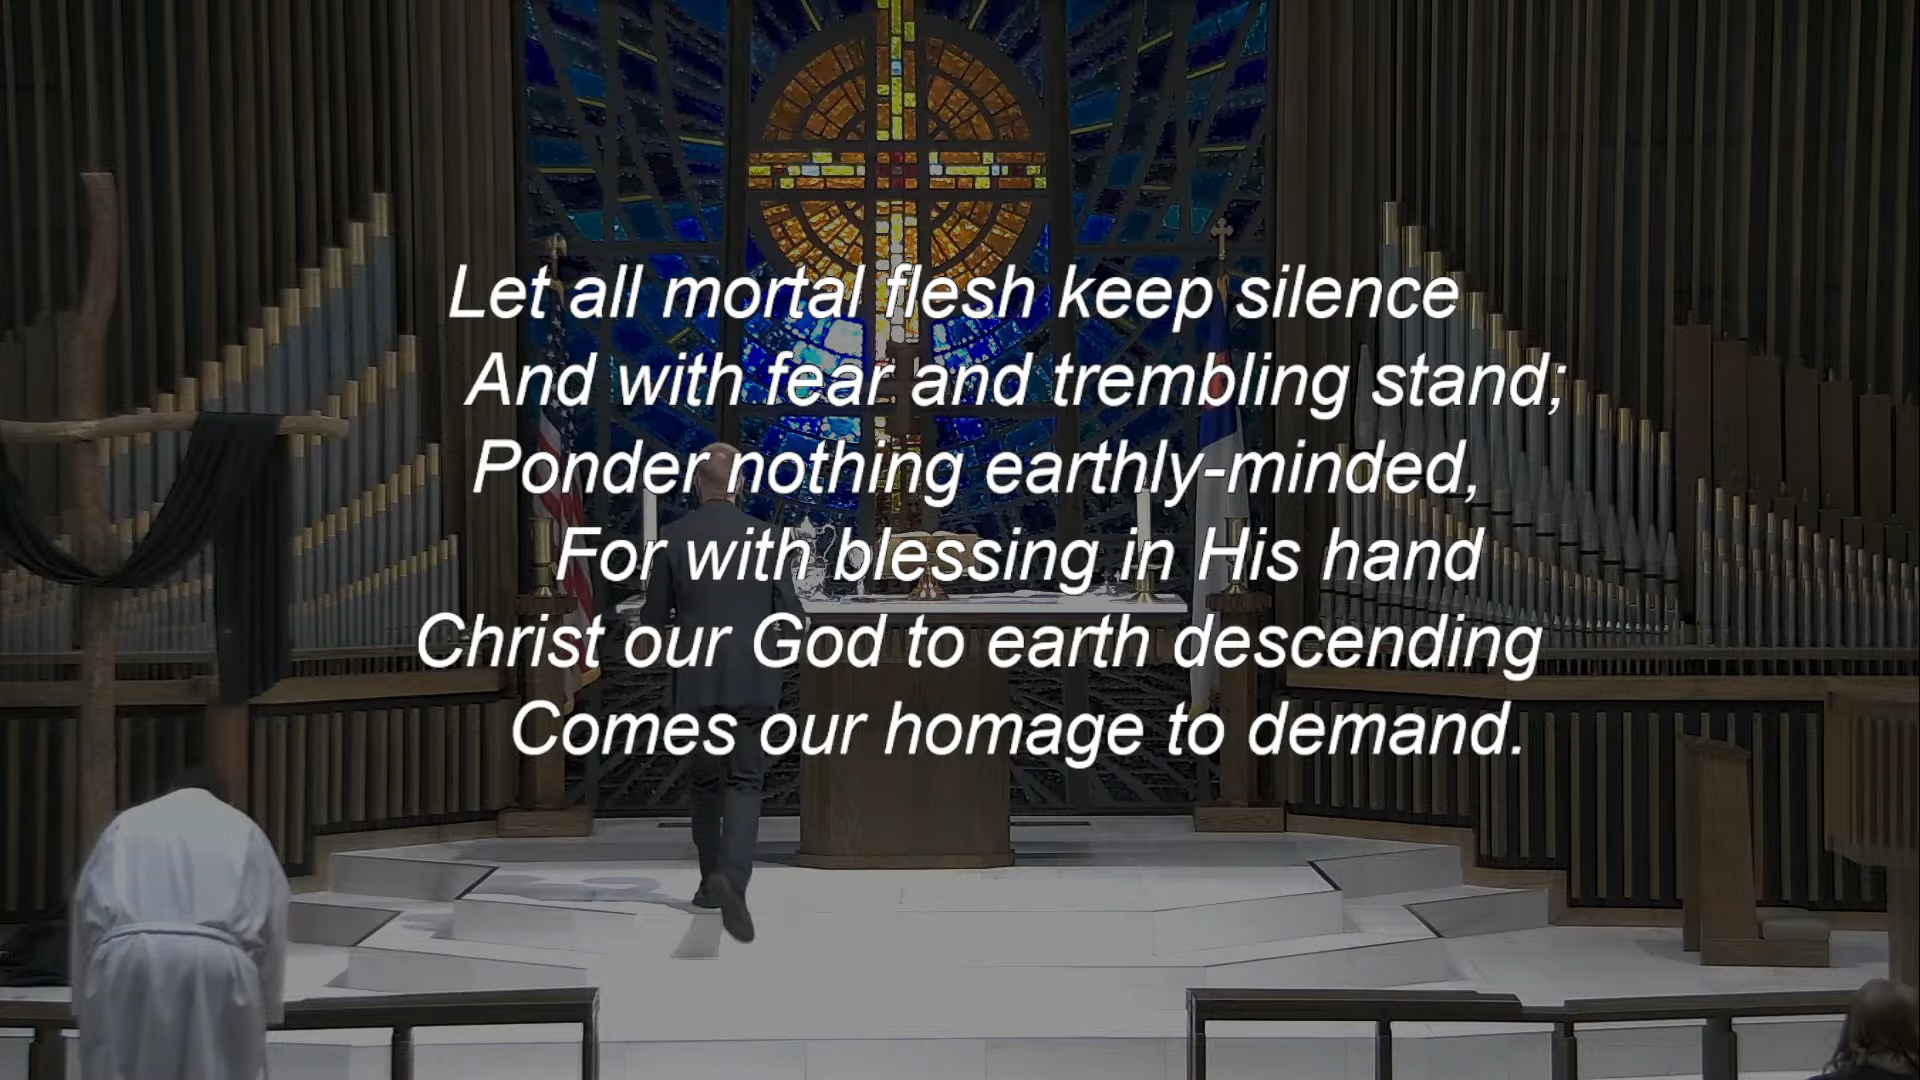 Let all mortal flesh keep silence
And with fear and trembling stand;
Ponder nothing earthly-minded,
For with blessing in His hand
Christ our God to earth descending
Comes our homage to demand.